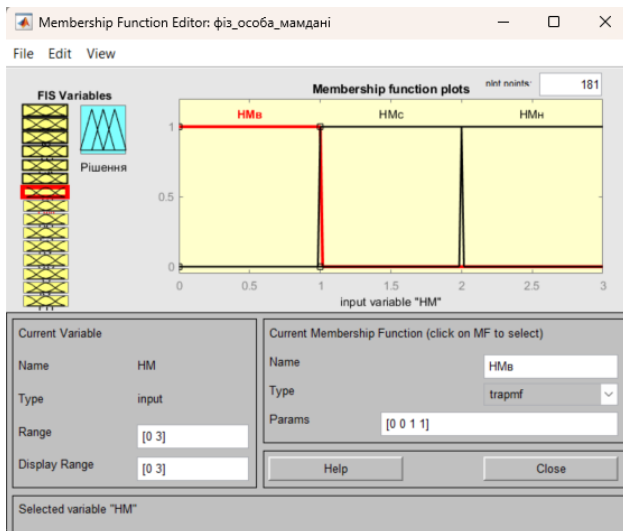 Membership Function Editor: фіз_особа_мамдані
File Edit View
FIS Variables
Membership function plots
plot points:
181
Рішення
НМв
НМс
НМн
1
0.5
0
0 0.5 1 1.5 2 2.5 3
input variable "НМ"
Current Variable
Name НМ
Type input
Range [0 3]
Display Range [0 3]
Current Membership Function (click on MF to select)
Name НМв
Type trapmf
Params [0 0 1 1]
Help Close
Selected variable "НМ"